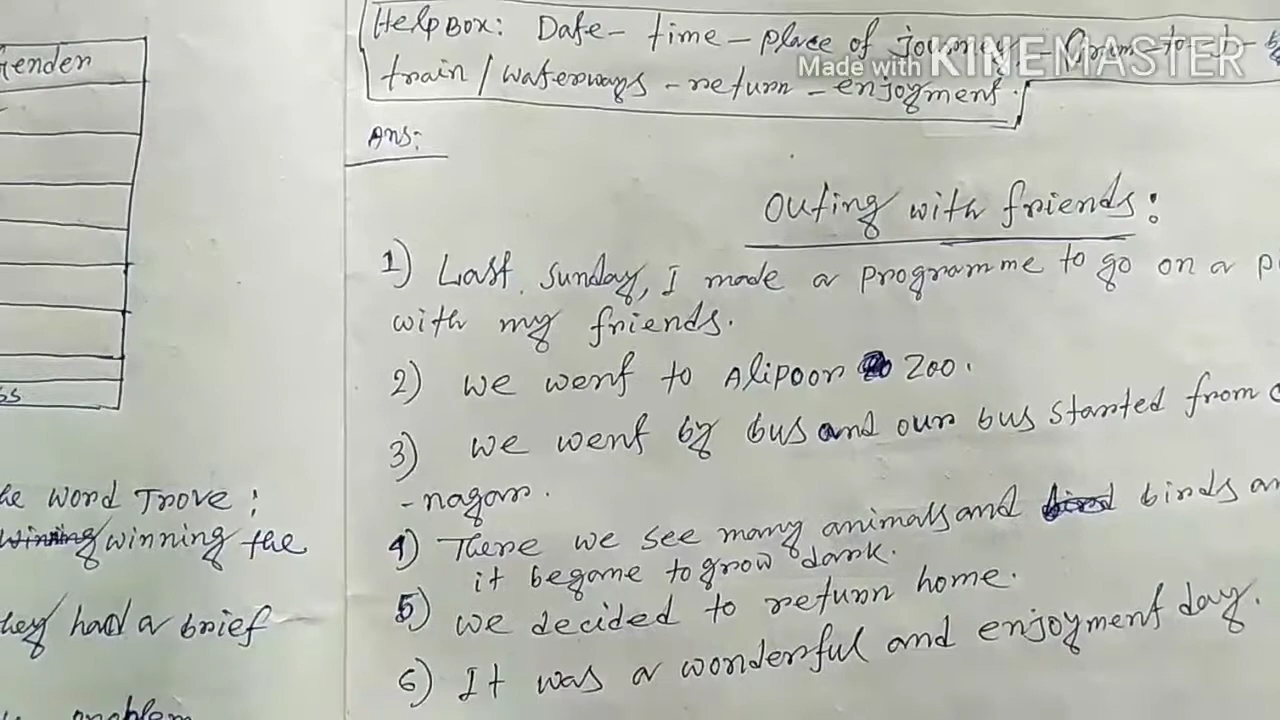 Gender
ss
he word Trove:
winning the
they had a brief
problem
Help Box: Date - time - place of journey -
train / waterways - return - enjoyment.
Made with KINEMASTER
Ans:
Outing with friends:
1) Last Sunday, I made a programme to go on a p
with my friends.
2) We went to Alipoor Zoo.
3) We went by bus and our bus started from
-nagar.
4) There we see many animals and birds an
it begame to grow dark.
5) We decided to return home.
6) It was a wonderful and enjoyment day.